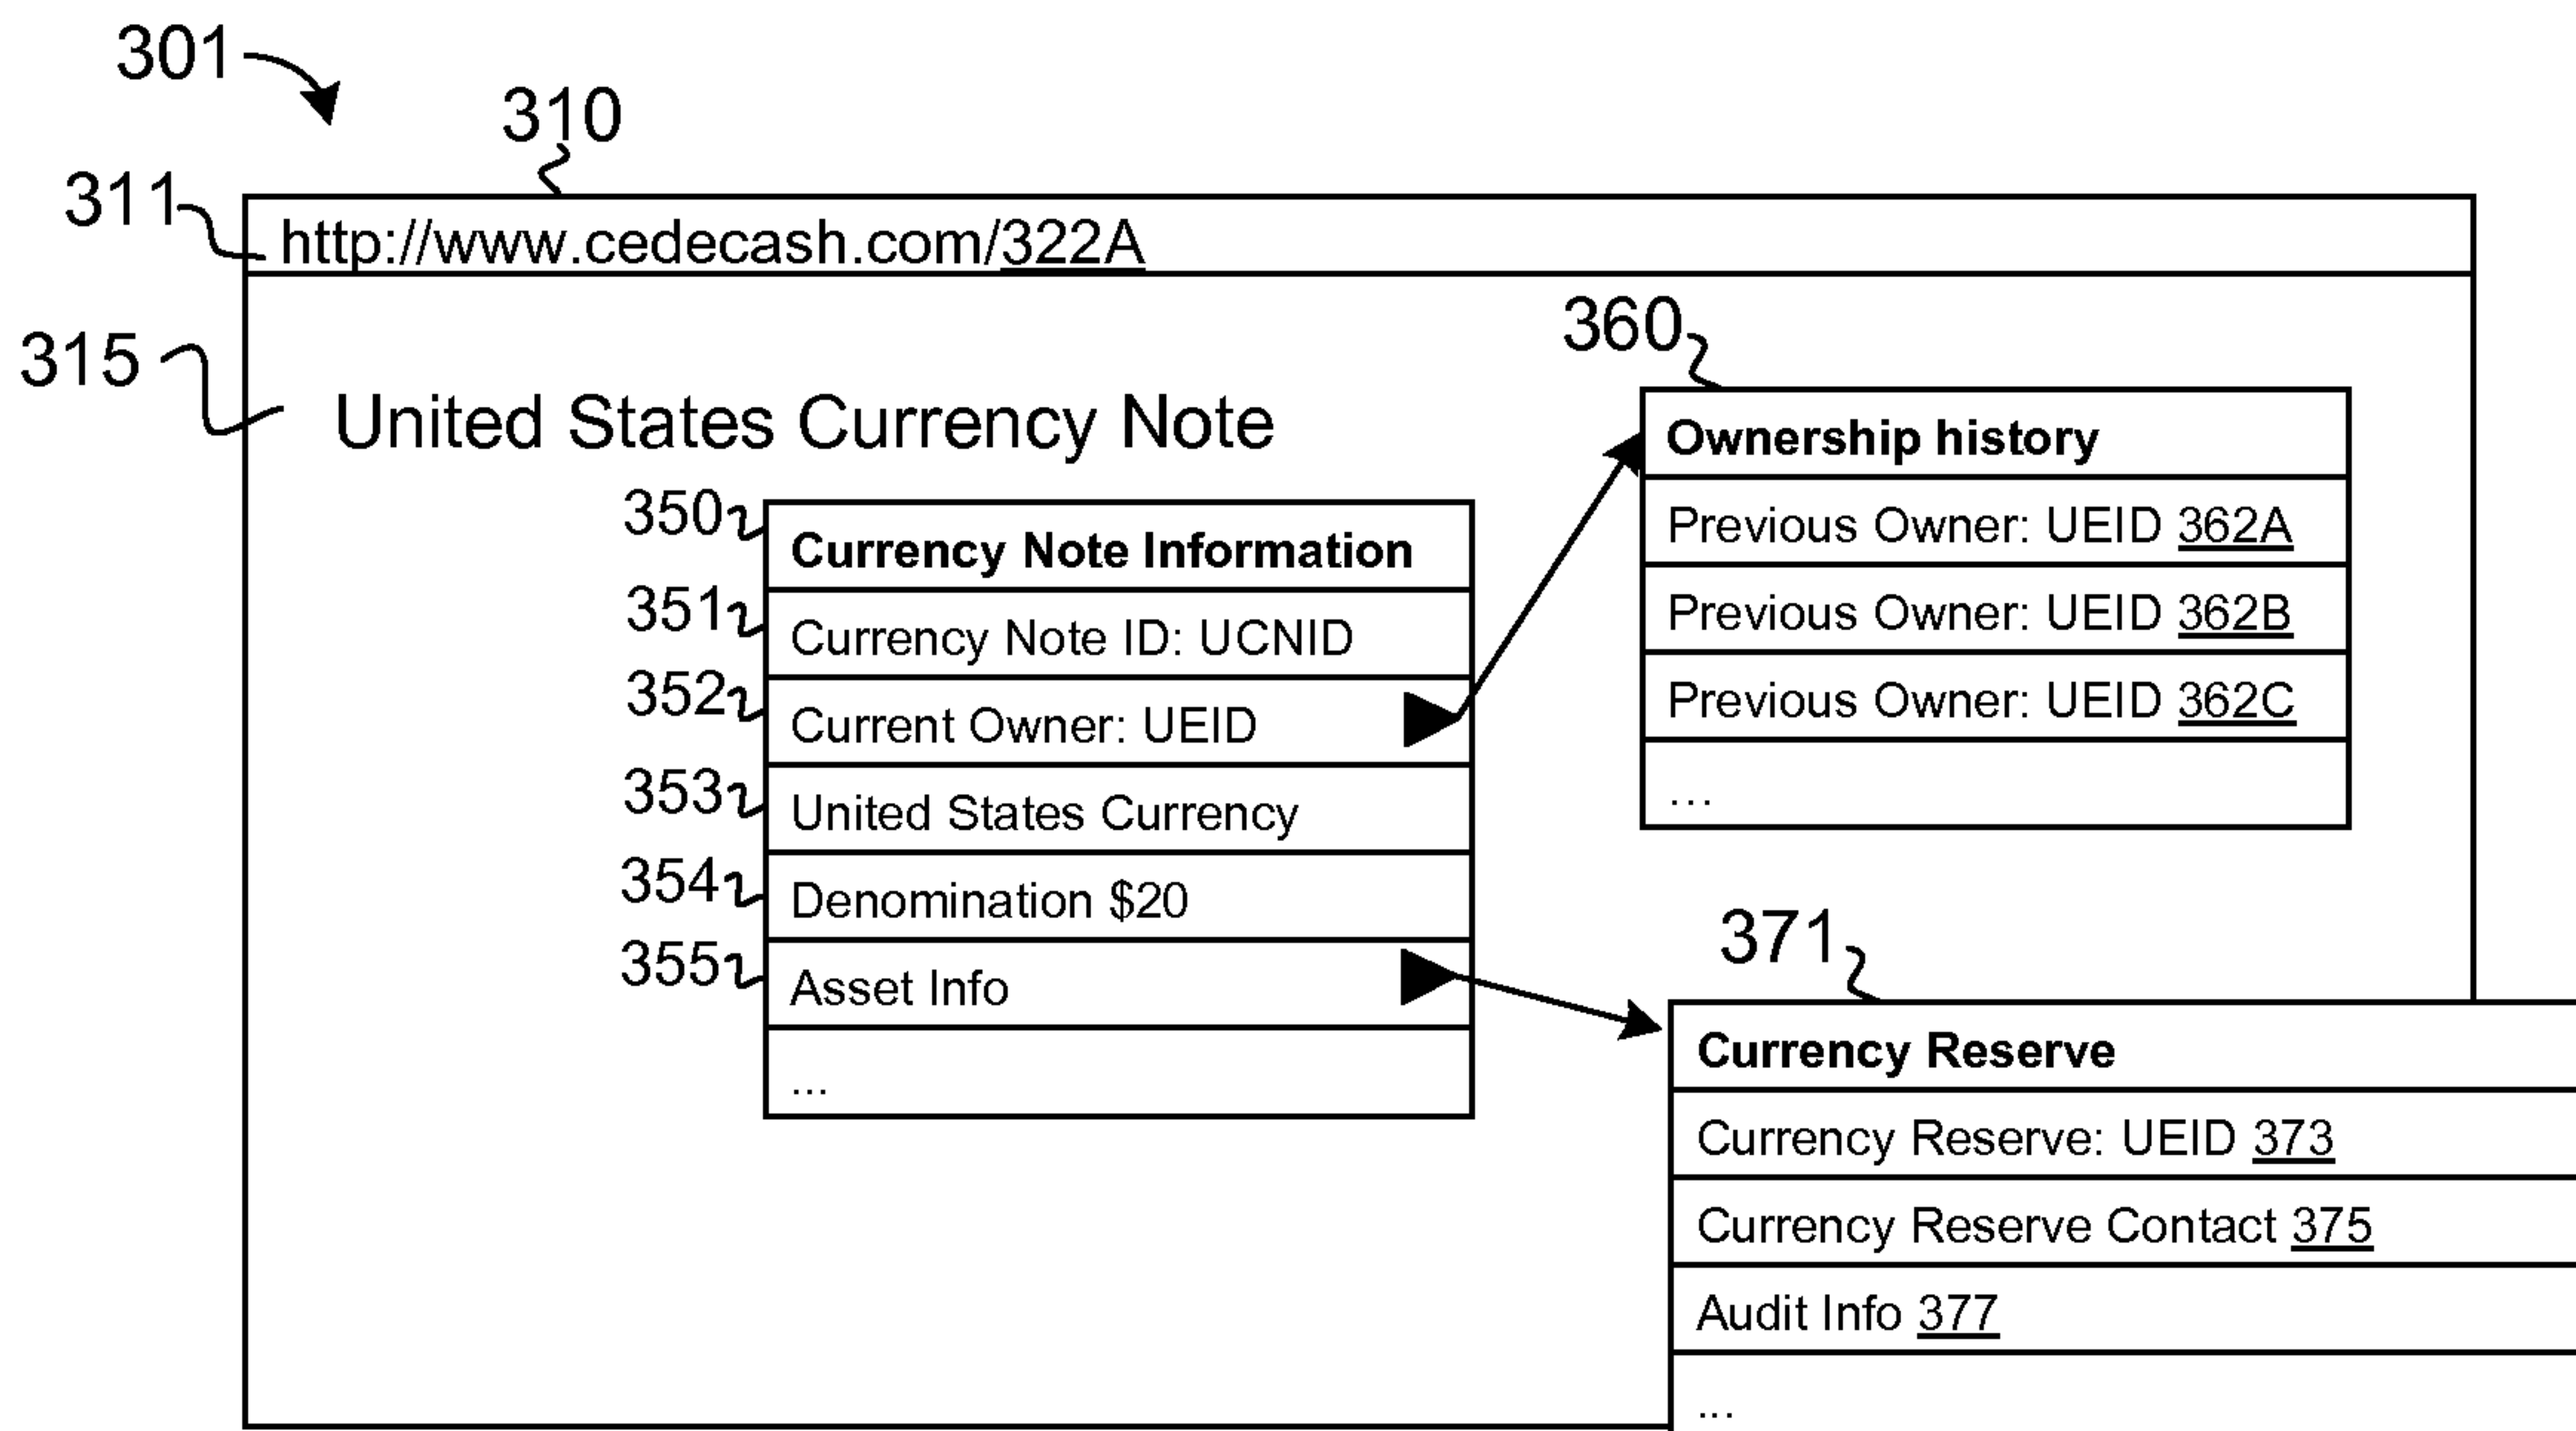 301
310
311
http://www.cedecash.com/322A
315
United States Currency Note
350
Currency Note Information
351
Currency Note ID: UCNID
352
Current Owner: UEID
353
United States Currency
354
Denomination $20
355
Asset Info
...
360
Ownership history
Previous Owner: UEID 362A
Previous Owner: UEID 362B
Previous Owner: UEID 362C
...
371
Currency Reserve
Currency Reserve: UEID 373
Currency Reserve Contact 375
Audit Info 377
...